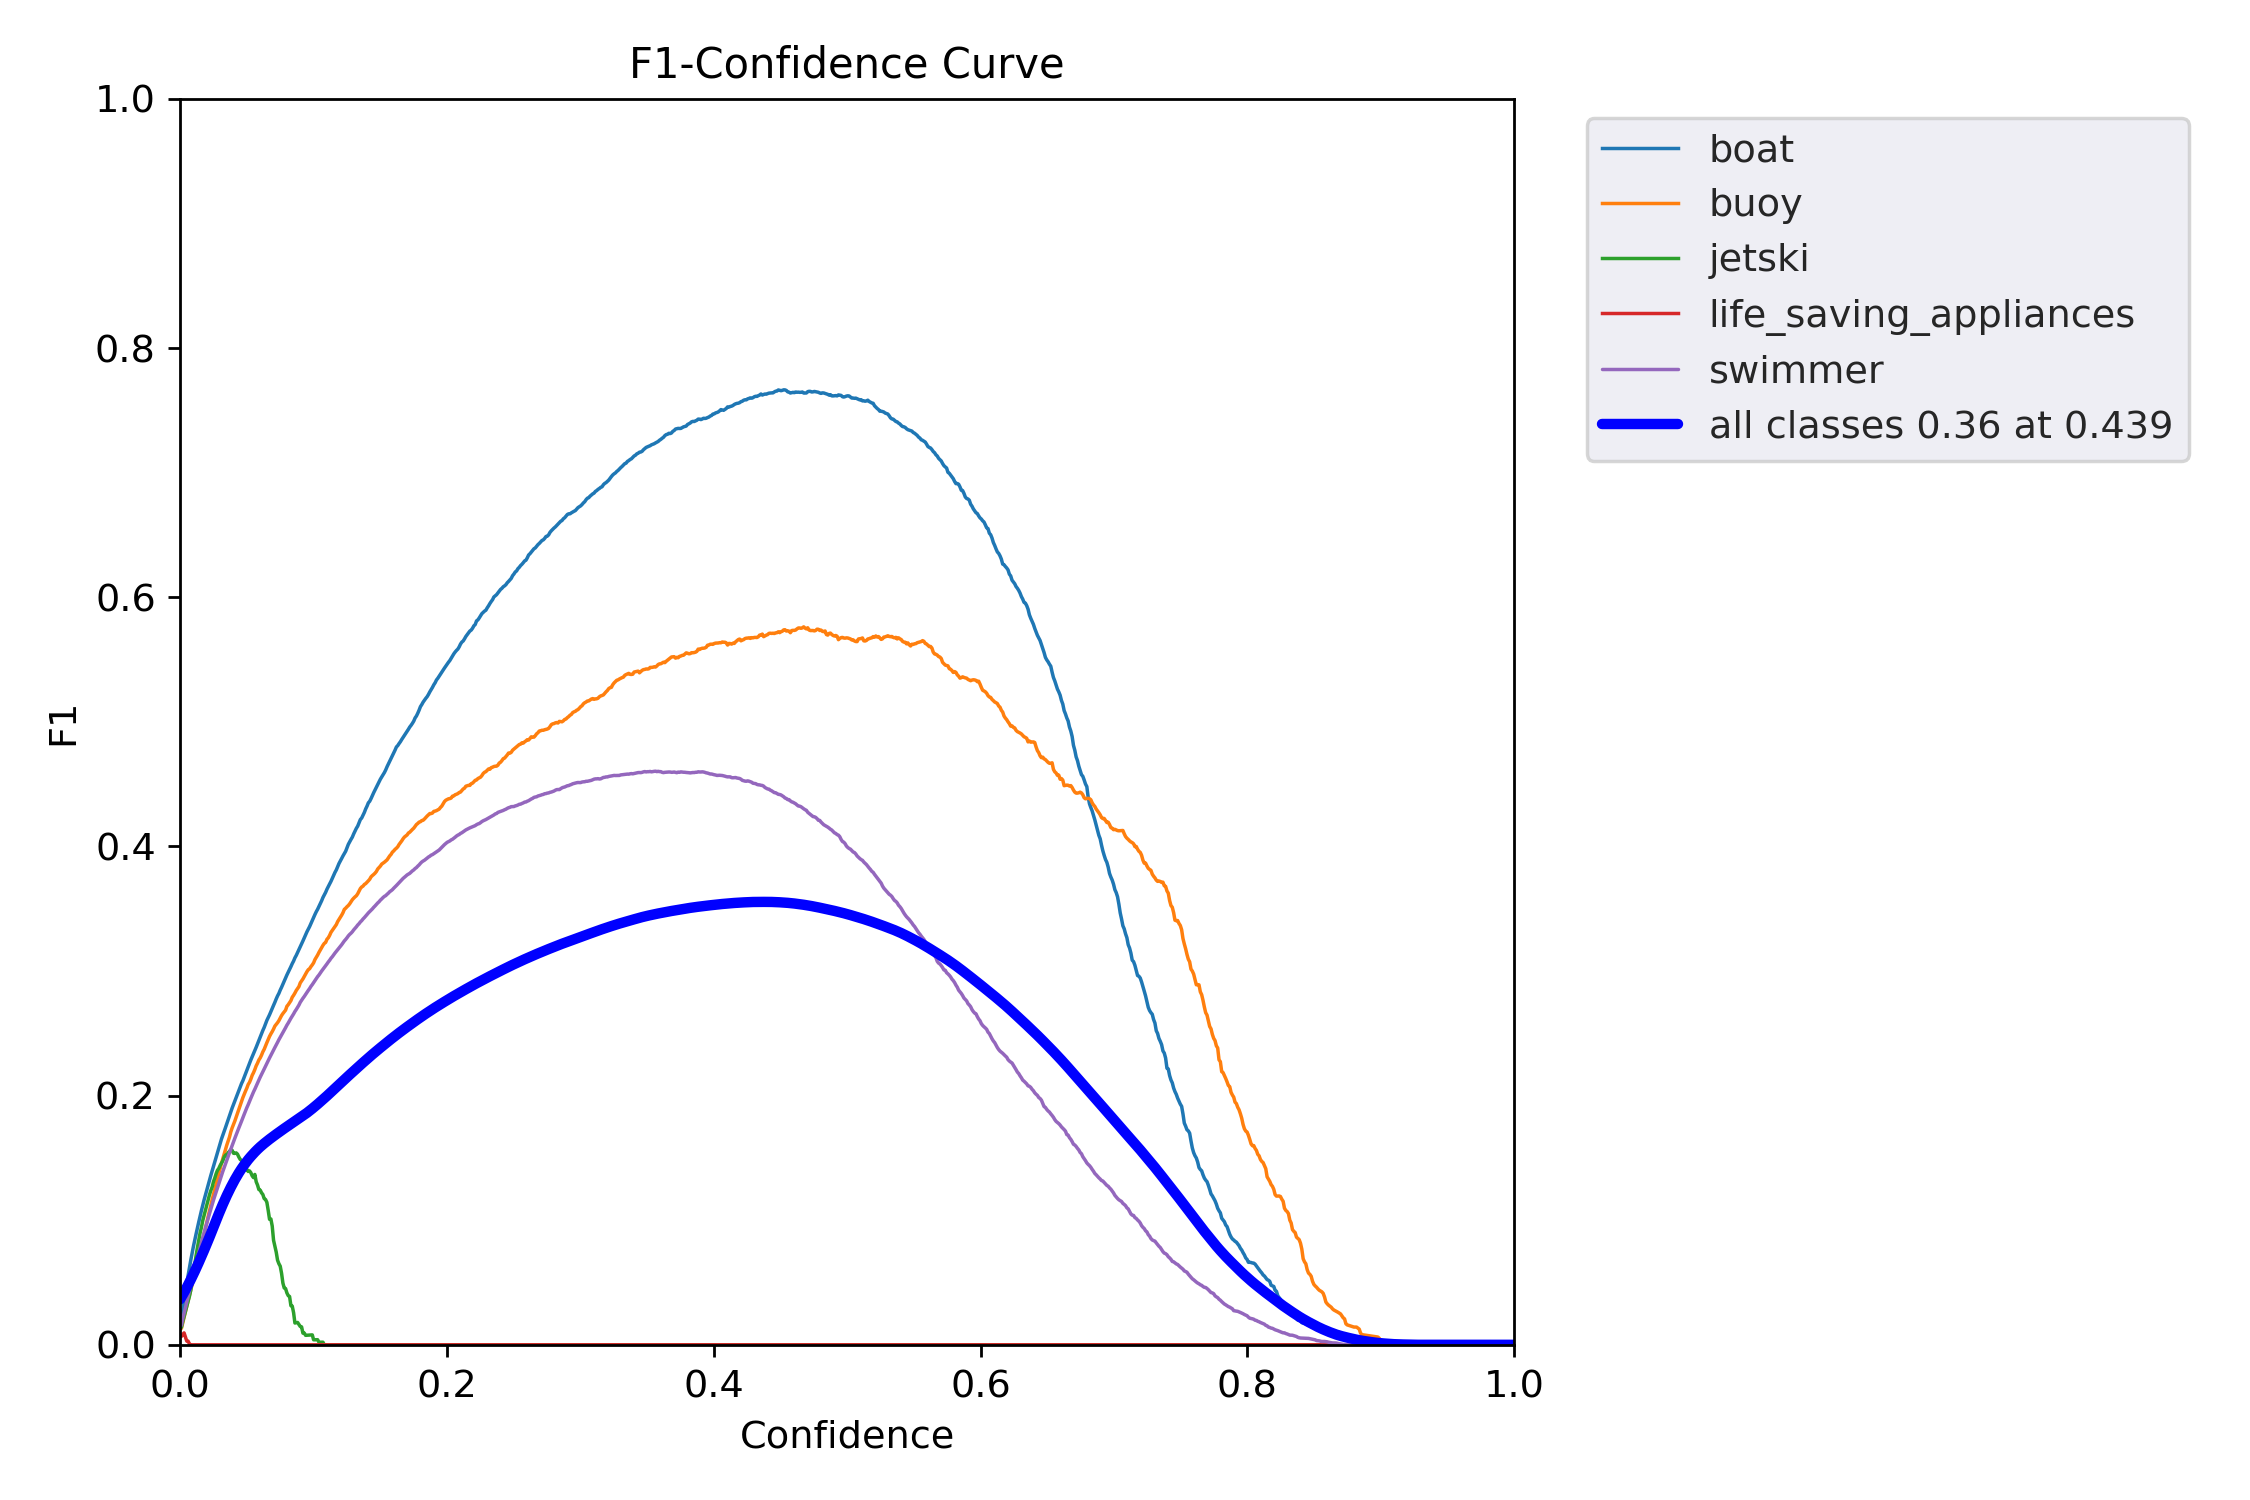 F1-Confidence Curve
1.0
0.8
0.6
0.4
0.2
0.0
F1
0.0 0.2 0.4 0.6 0.8 1.0
Confidence
boat
buoy
jetski
life_saving_appliances
swimmer
all classes 0.36 at 0.439